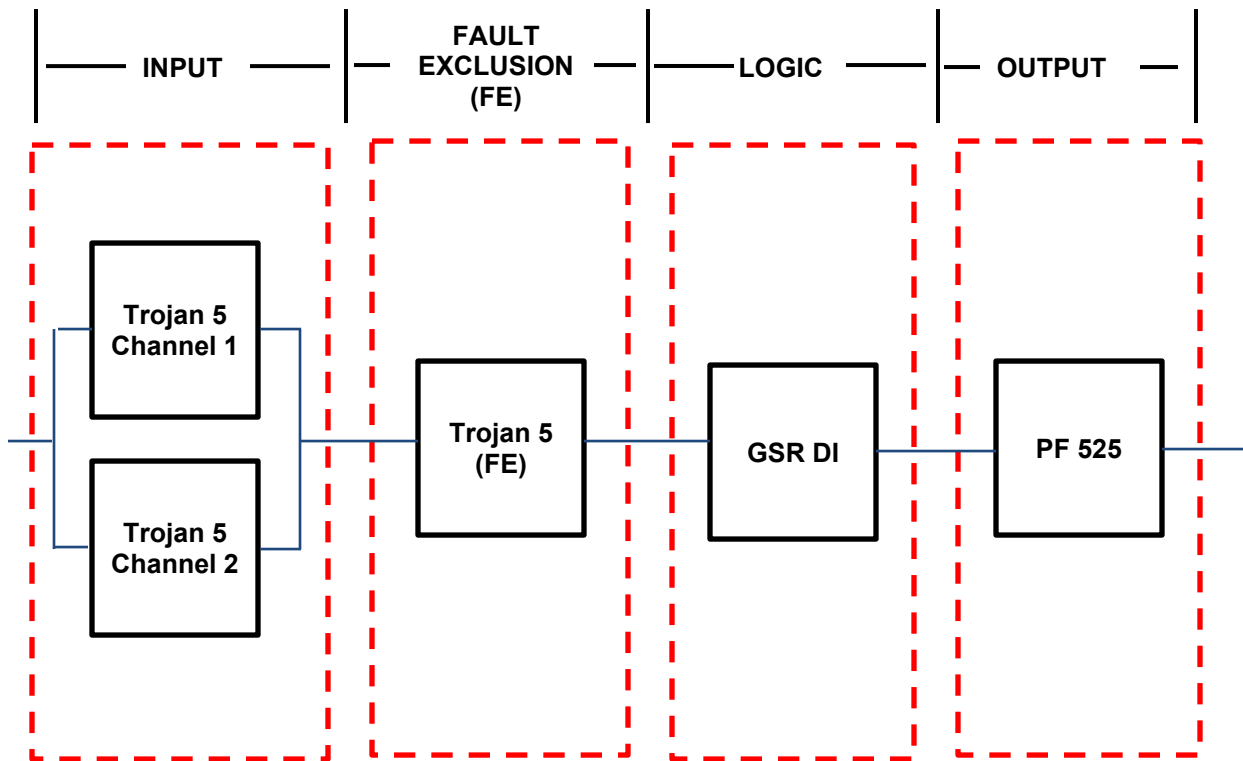 INPUT
FAULT
EXCLUSION
(FE)
LOGIC
OUTPUT
Trojan 5
Channel 1
Trojan 5
Channel 2
Trojan 5
(FE)
GSR DI
PF 525